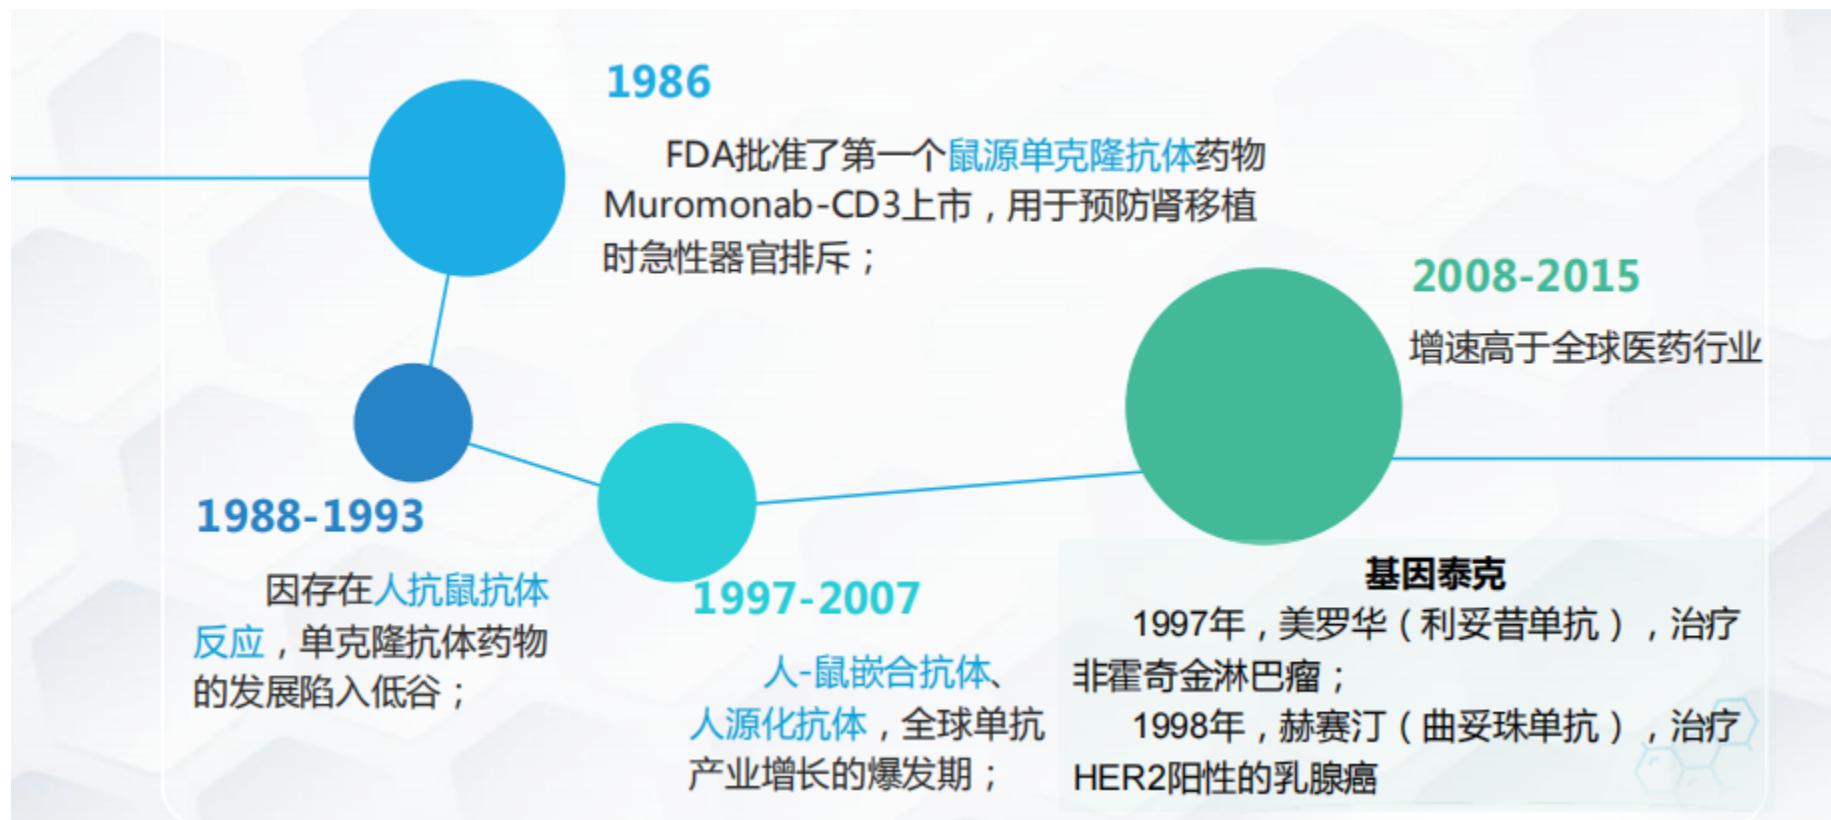 1986
FDA批准了第一个鼠源单克隆抗体药物
Muromonab-CD3上市，用于预防肾移植
时急性器官排斥；
1988-1993
因存在人抗鼠抗体
反应，单克隆抗体药物
的发展陷入低谷；
1997-2007
人-鼠嵌合抗体、
人源化抗体，全球单抗
产业增长的爆发期；
2008-2015
增速高于全球医药行业
基因泰克
1997年，美罗华（利妥昔单抗），治疗
非霍奇金淋巴瘤；
1998年，赫赛汀（曲妥珠单抗），治疗
HER2阳性的乳腺癌